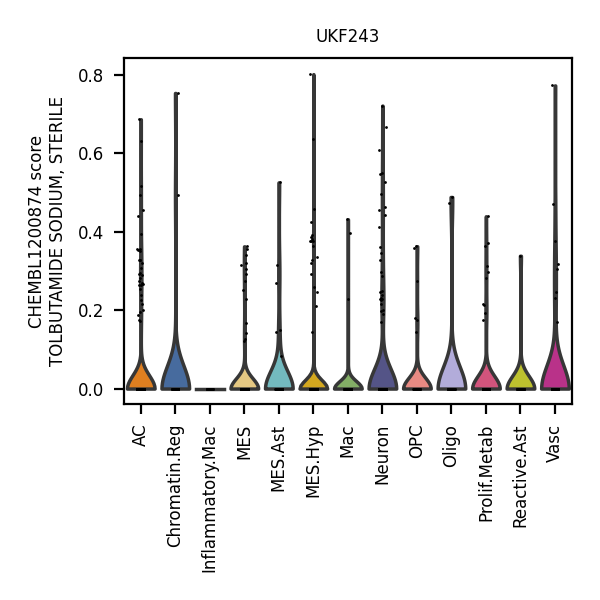 UKF243
CHEMBL1200874 score
TOLBUTAMIDE SODIUM, STERILE
0.8
0.6
0.4
0.2
0.0
AC
Chromatin.Reg
Inflammatory.Mac
MES
MES.Ast
MES.Hyp
Mac
Neuron
OPC
Oligo
Prolif.Metab
Reactive.Ast
Vasc